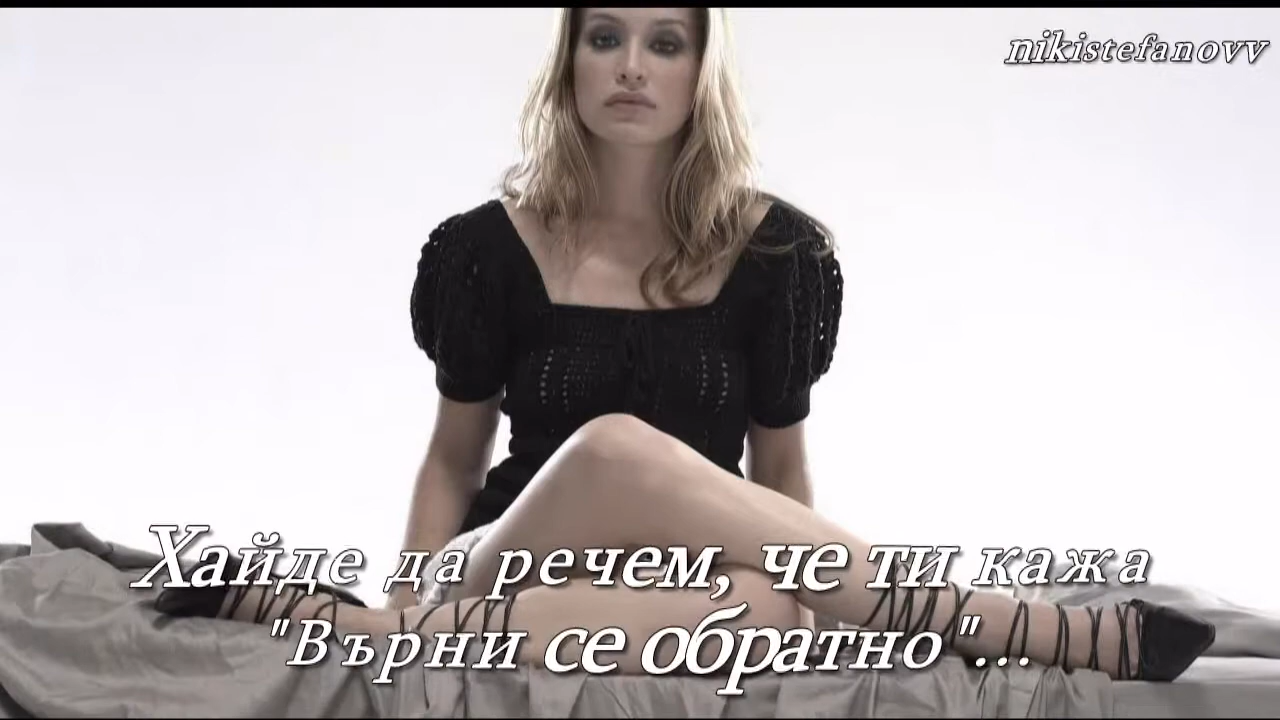 nikistefanovv
Хайде да речем, че ти кажа
"Върни се обратно"...